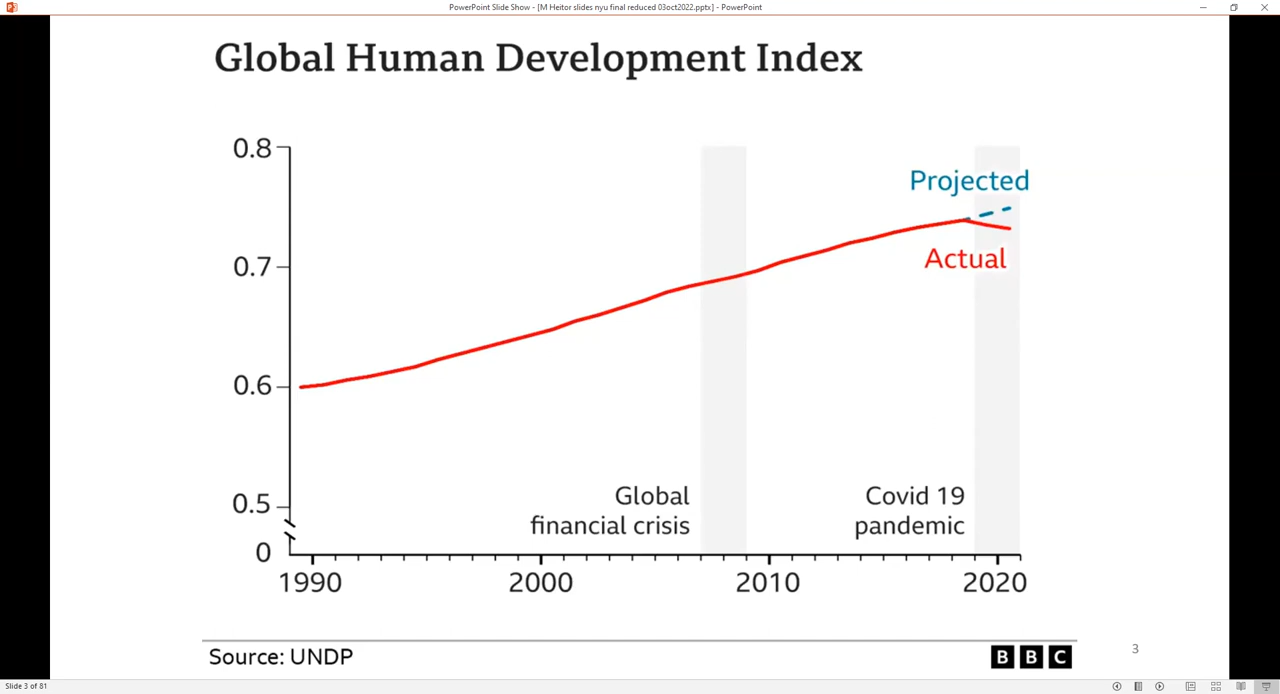 PowerPoint Slide Show - [M Heitor slides nyu final reduced 03oct2022.pptx] - PowerPoint
Global Human Development Index
0.8
Projected
0.7
Actual
0.6
0.5
Global
financial crisis
Covid 19
pandemic
0
1990 2000 2010 2020
Source: UNDP
BBC
3
Slide 3 of 81